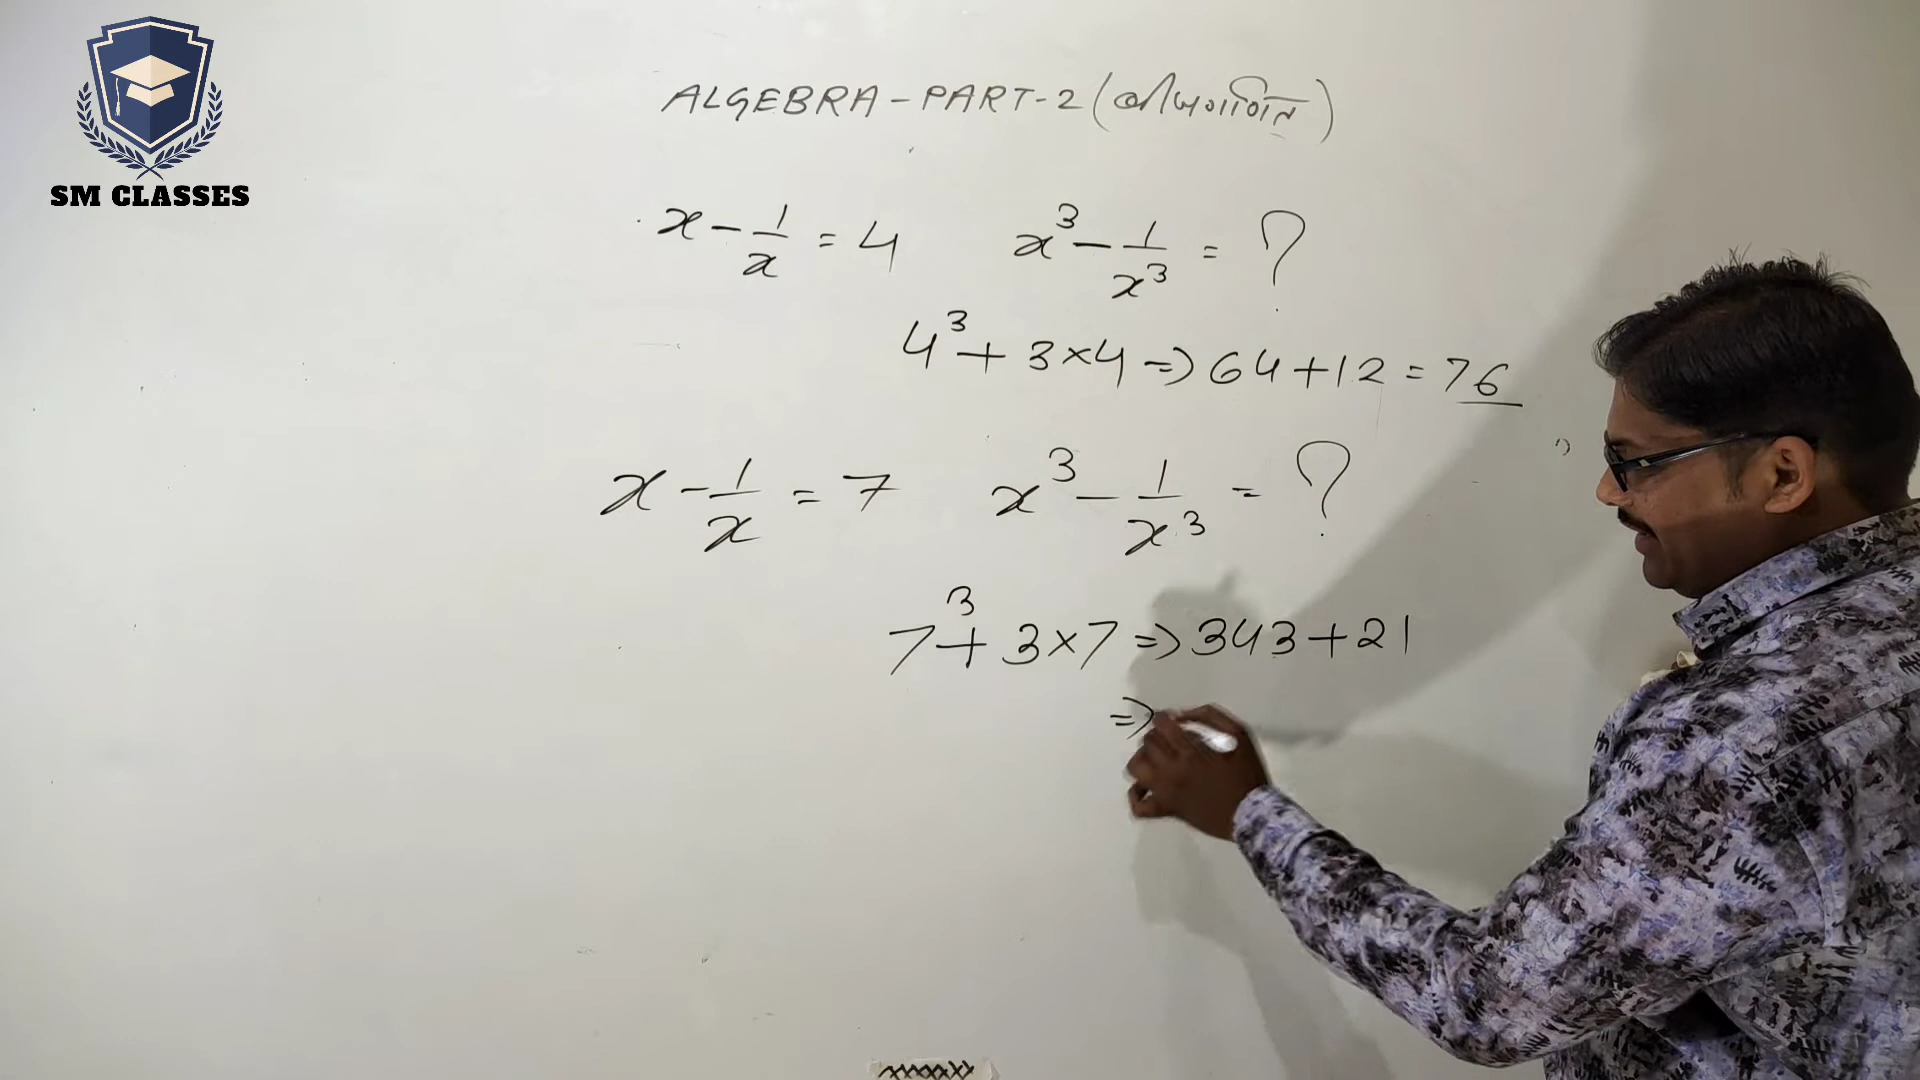 SM CLASSES
ALGEBRA - PART-2 (বীজগাণিত)
x - 1/x = 4 x³ - 1/x³ = ?
4³ + 3×4 => 64 + 12 = 76
x - 1/x = 7 x³ - 1/x³ = ?
7³ + 3×7 => 343 + 21
=>